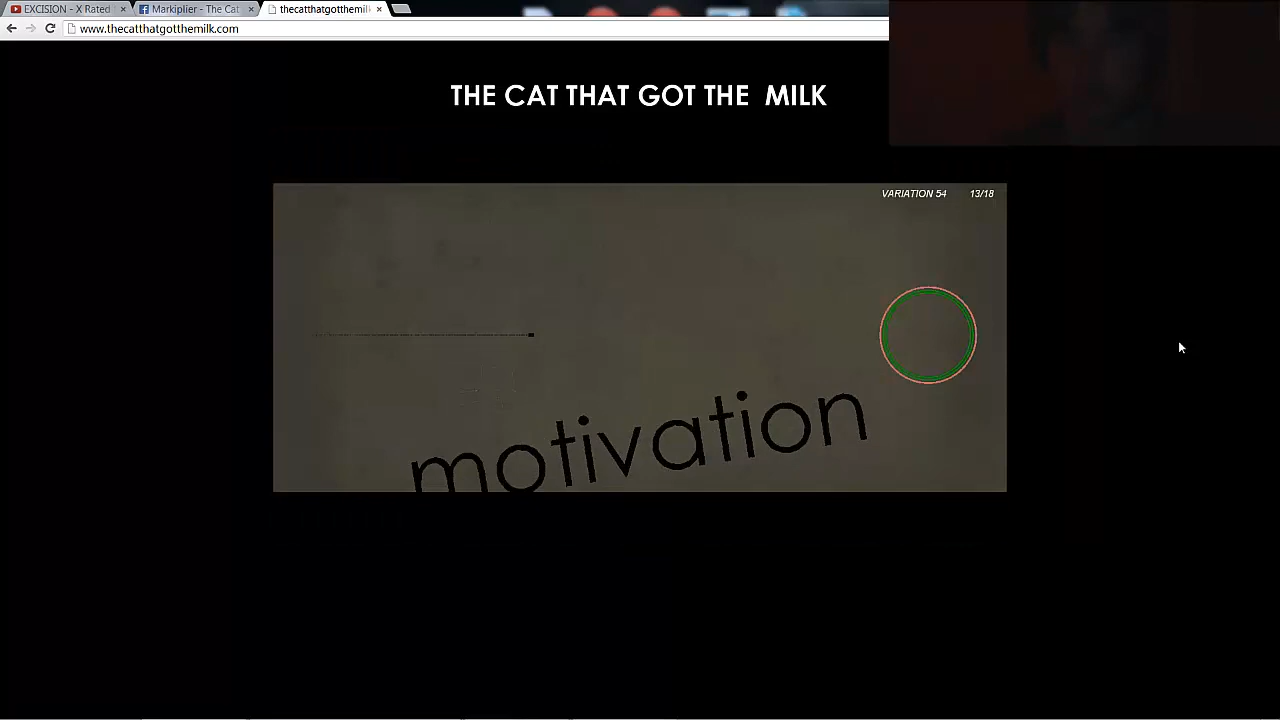 EXCISION - X Rated
Markiplier - The Cat
thecatthatgotthemilk
www.thecatthatgotthemilk.com
THE CAT THAT GOT THE MILK
VARIATION 54 13/18
motivation